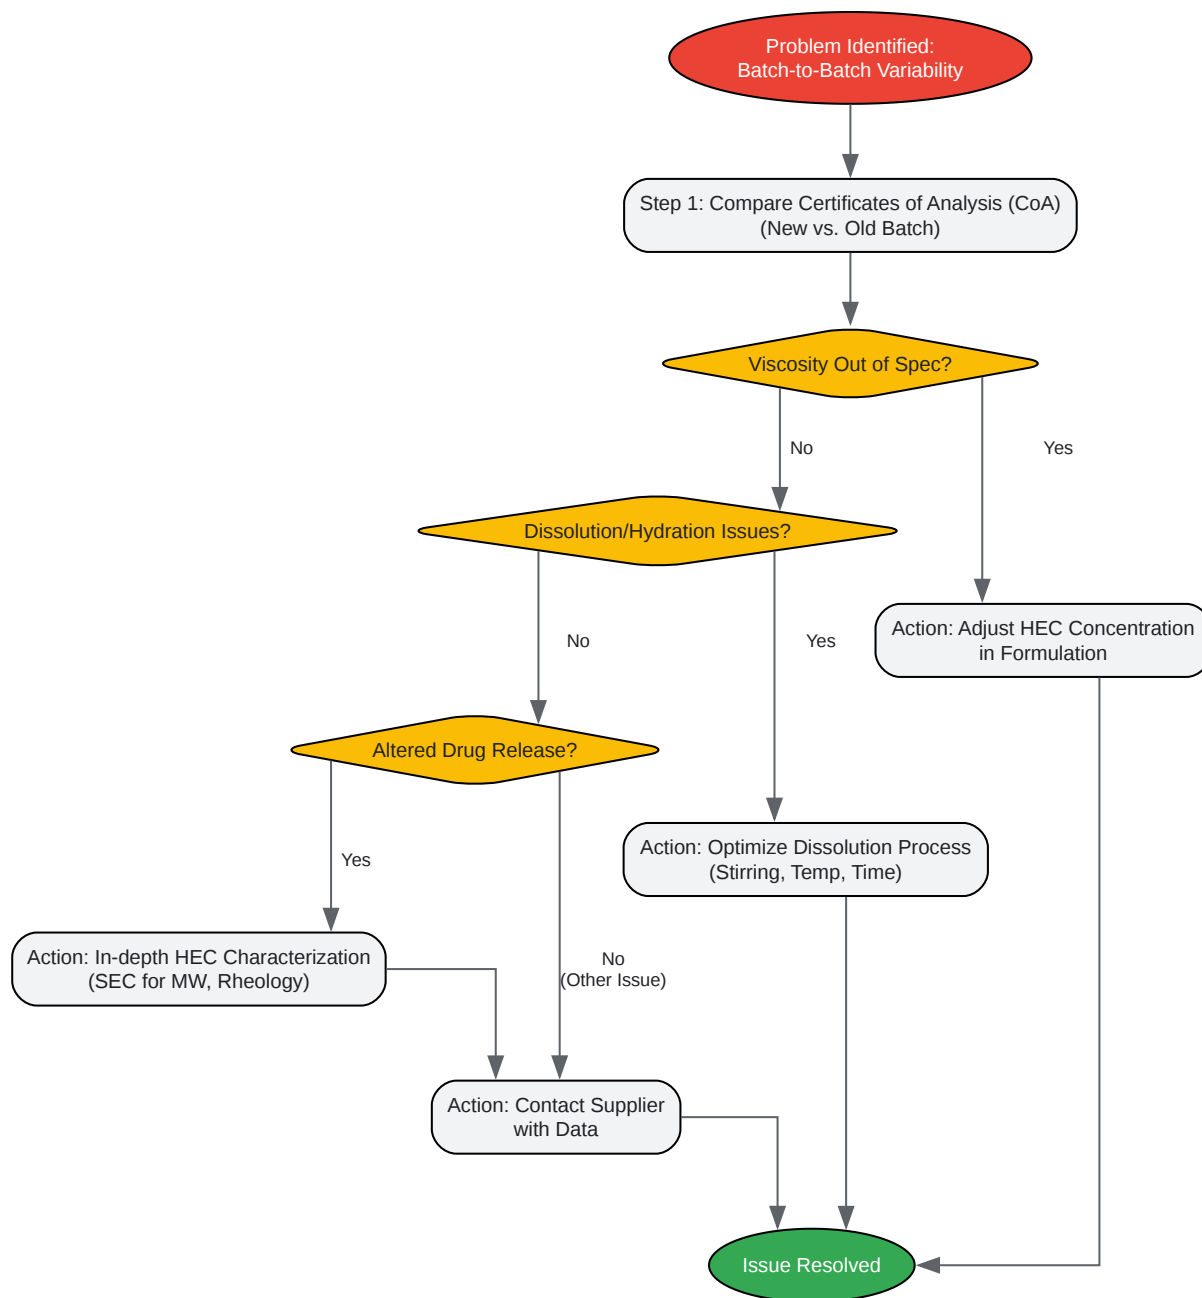 Problem Identified:
Batch-to-Batch Variability
Step 1: Compare Certificates of Analysis (CoA)
(New vs. Old Batch)
Viscosity Out of Spec?
No
Yes
Dissolution/Hydration Issues?
Action: Adjust HEC Concentration
in Formulation
No
Yes
Altered Drug Release?
Action: Optimize Dissolution Process
(Stirring, Temp, Time)
Yes
Action: In-depth HEC Characterization
(SEC for MW, Rheology)
No
(Other Issue)
Action: Contact Supplier
with Data
Issue Resolved